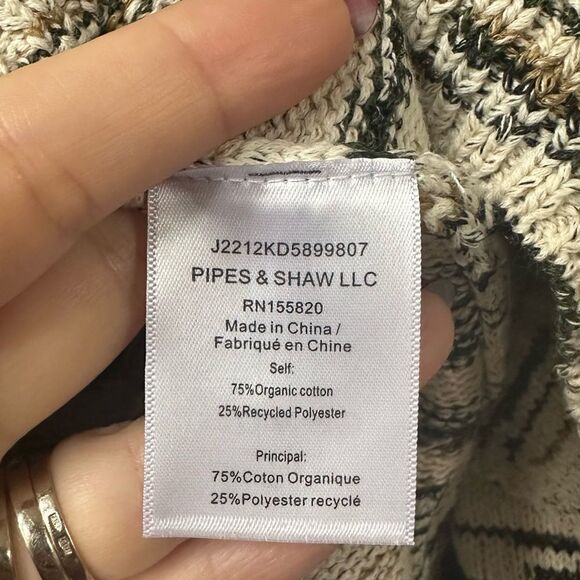 J2212KD5899807
PIPES & SHAW LLC
RN155820
Made in China /
Fabriqué en Chine
Self:
75%Organic cotton
25%Recycled Polyester
Principal:
75%Coton Organique
25%Polyester recyclé